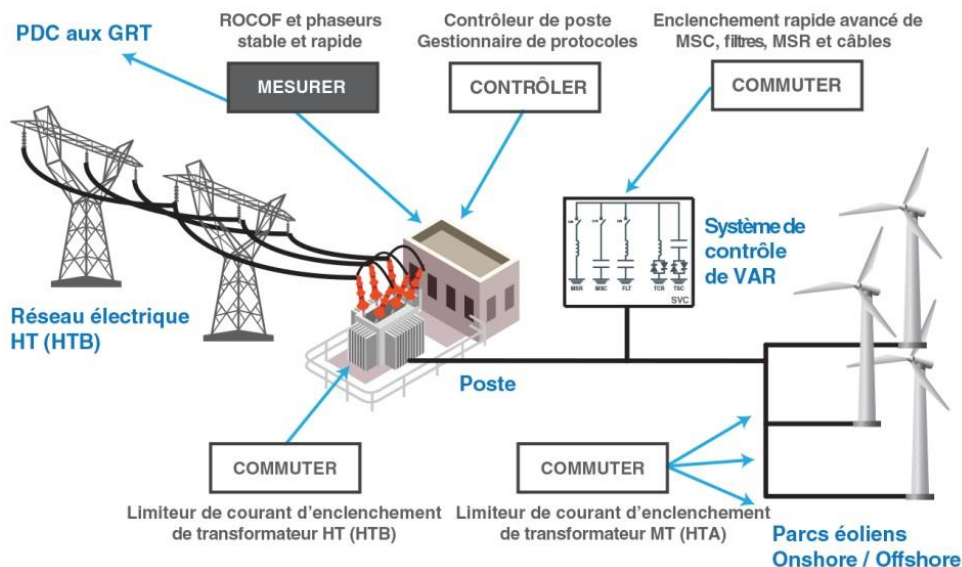 PDC aux GRT
ROCOF et phaseurs
stable et rapide
MESURER
Contrôleur de poste
Gestionnaire de protocoles
CONTRÔLER
Enclenchement rapide avancé de
MSC, filtres, MSR et câbles
COMMUTER
Réseau électrique
HT (HTB)
MSR MSC FLT TCR TSC
SVC
Système de
contrôle
de VAR
Poste
COMMUTER
Limiteur de courant d'enclenchement
de transformateur HT (HTB)
COMMUTER
Limiteur de courant d'enclenchement
de transformateur MT (HTA)
Parcs éoliens
Onshore / Offshore